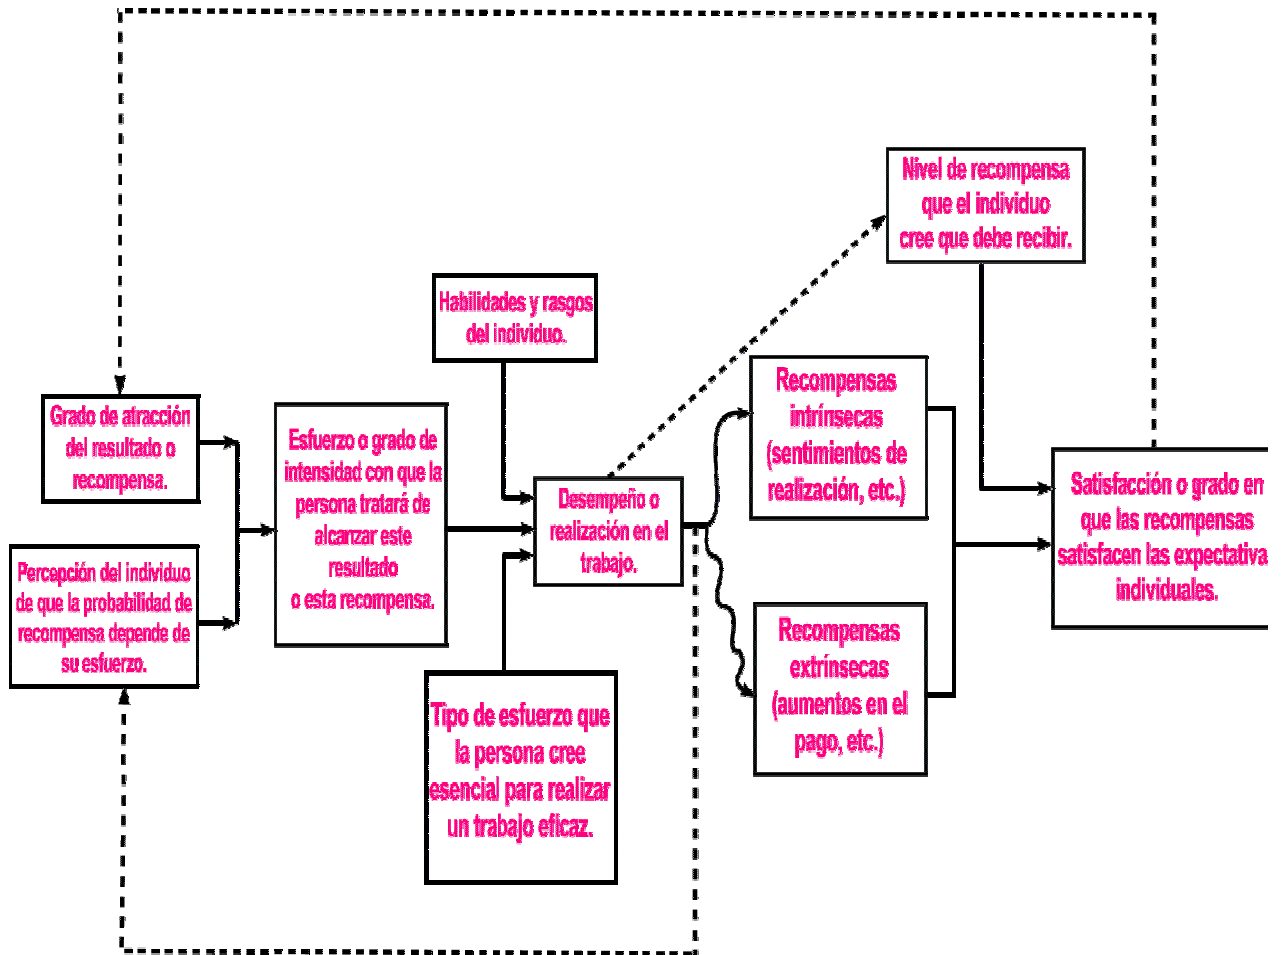 Nivel de recompensa
que el individuo
cree que debe recibir.
Habilidades y rasgos
del individuo.
Grado de atracción
del resultado o
recompensa.
Esfuerzo o grado de
intensidad con que la
persona tratará de
alcanzar este
resultado
o esta recompensa.
Percepción del individuo
de que la probabilidad de
recompensa depende de
su esfuerzo.
Desempeño o
realización en el
trabajo.
Tipo de esfuerzo que
la persona cree
esencial para realizar
un trabajo eficaz.
Recompensas
intrínsecas
(sentimientos de
realización, etc.)
Recompensas
extrínsecas
(aumentos en el
pago, etc.)
Satisfacción o grado en
que las recompensas
satisfacen las expectativa
individuales.